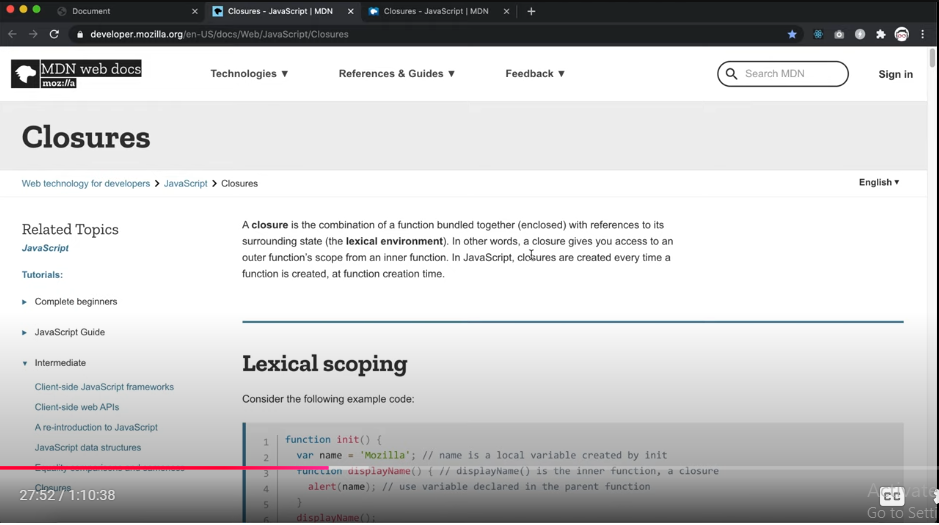 Document
Closures - JavaScript | MDN
Closures - JavaScript | MDN
developer.mozilla.org/en-US/docs/Web/JavaScript/Closures
MDN web docs
moz://a
Technologies ▼
References & Guides ▼
Feedback ▼
Search MDN
Sign in
Closures
Web technology for developers > JavaScript > Closures
English ▼
Related Topics
JavaScript
Tutorials:
Complete beginners
JavaScript Guide
Intermediate
Client-side JavaScript frameworks
Client-side web APIs
A re-introduction to JavaScript
JavaScript data structures
Equality comparisons and sameness
Closures
A closure is the combination of a function bundled together (enclosed) with references to its
surrounding state (the lexical environment). In other words, a closure gives you access to an
outer function's scope from an inner function. In JavaScript, closures are created every time a
function is created, at function creation time.
Lexical scoping
Consider the following example code:
1 function init() {
2 var name = 'Mozilla'; // name is a local variable created by init
3 function displayName() { // displayName() is the inner function, a closure
4 alert(name); // use variable declared in the parent function
5 }
6 displayName();
27:52 / 1:10:38
CC
Activate
Go to Setti